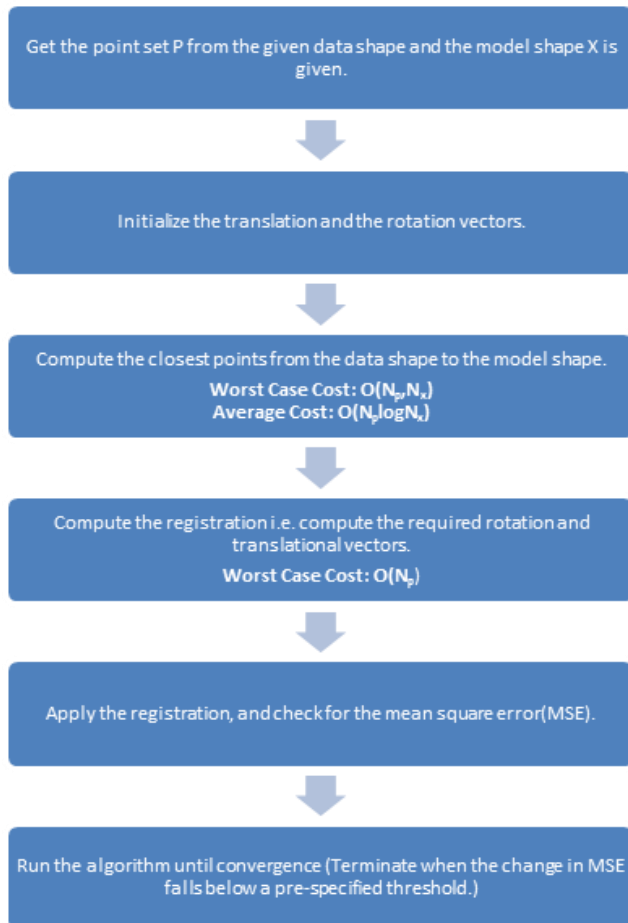 Get the point set P from the given data shape and the model shape X is
given.
Initialize the translation and the rotation vectors.
Compute the closest points from the data shape to the model shape.
Worst Case Cost: O(Nₚ,Nₓ)
Average Cost: O(NₚlogNₓ)
Compute the registration i.e. compute the required rotation and
translational vectors.
Worst Case Cost: O(Nₚ)
Apply the registration, and check for the mean square error(MSE).
Run the algorithm until convergence (Terminate when the change in MSE
falls below a pre-specified threshold.)